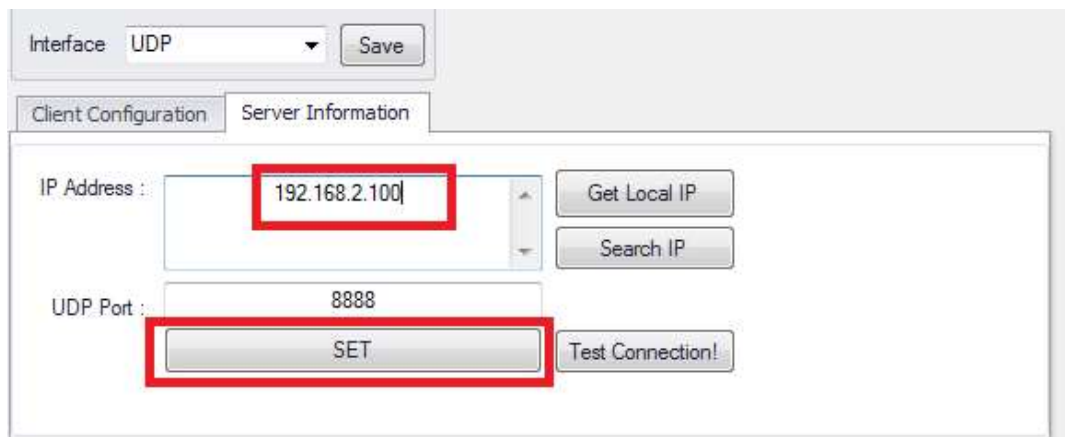 Interface UDP Save
Client Configuration Server Information
IP Address : 192.168.2.100 Get Local IP
Search IP
UDP Port : 8888
SET Test Connection!